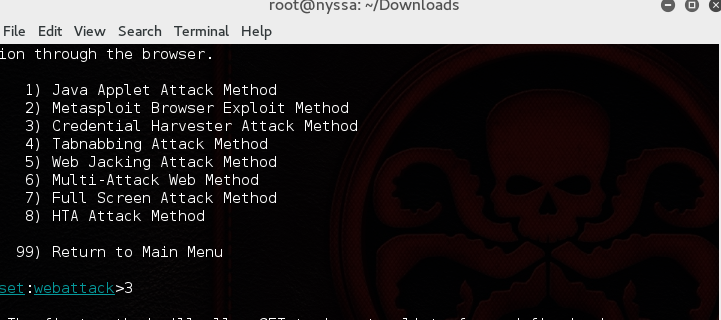 root@nyssa: ~/Downloads
File Edit View Search Terminal Help
ion through the browser.
1) Java Applet Attack Method
2) Metasploit Browser Exploit Method
3) Credential Harvester Attack Method
4) Tabnabbing Attack Method
5) Web Jacking Attack Method
6) Multi-Attack Web Method
7) Full Screen Attack Method
8) HTA Attack Method
99) Return to Main Menu
set:webattack>3